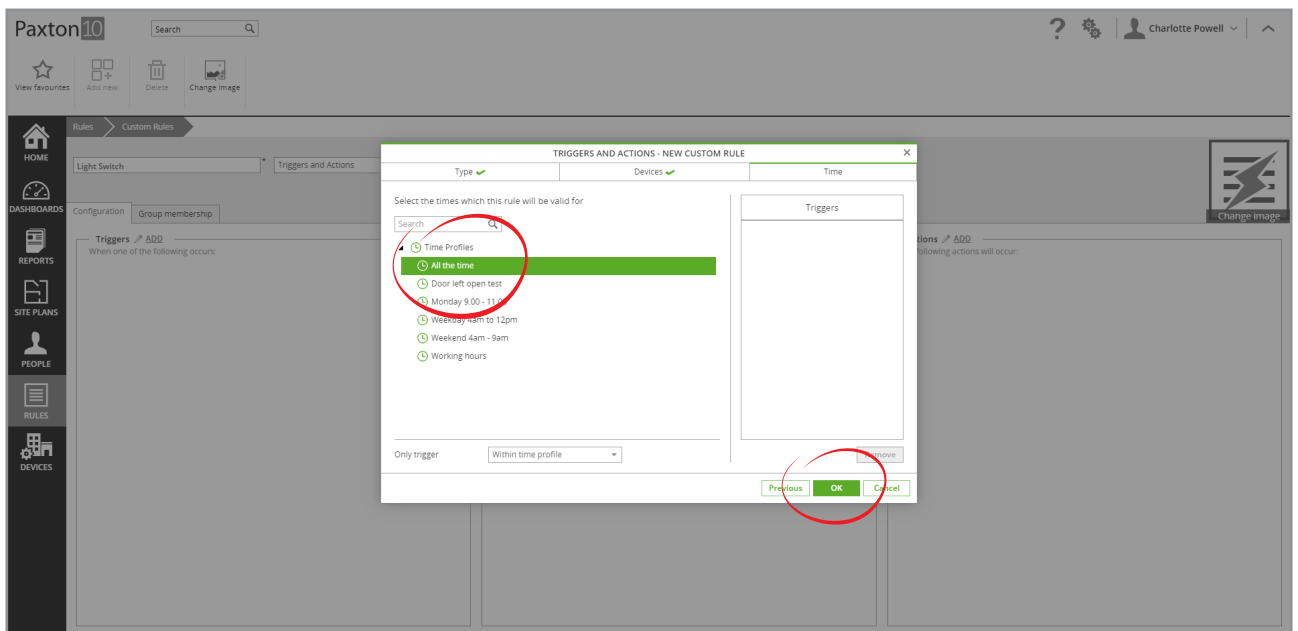 Paxton10
Search
Charlotte Powell
View favourites
Add new
Delete
Change image
HOME
DASHBOARDS
REPORTS
SITE PLANS
PEOPLE
RULES
DEVICES
Rules
Custom Rules
Light Switch
*
Triggers and Actions
Change image
Configuration
Group membership
Triggers ADD
When one of the following occurs:
tions ADD
following actions will occur:
TRIGGERS AND ACTIONS - NEW CUSTOM RULE
Type
Devices
Time
Select the times which this rule will be valid for
Search
Time Profiles
All the time
Door left open test
Monday 9.00 - 11.00
Weekday 4am to 12pm
Weekend 4am - 9am
Working hours
Only trigger
Within time profile
Triggers
Remove
Previous
OK
Cancel